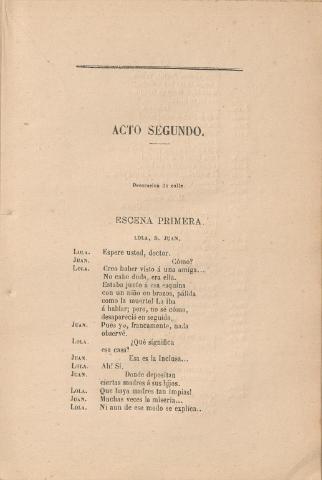 ACTO SEGUNDO.
Decoracion de calle.
ESCENA PRIMERA.
LOLA, D. JUAN.
LOLA. Espere usted, doctor.
JUAN. Cómo?
LOLA. Creo haber visto á una amiga...
No cabe duda, era ella.
Estaba junto á esa esquina
con un niño en brazos, pálida
como la muerte! La iba
á hablar; pero, no sé cómo,
desapareció en seguida.
JUAN. Pues yo, francamente, nada
observé.
LOLA. ¿Qué significa
esa casa?
JUAN. Esa es la Inclusa...
LOLA. Ah! Sí.
JUAN. Donde depositan
ciertas madres á sus hijos.
LOLA. Que haya madres tan impías!
JUAN. Muchas veces la miseria...
LOLA. Ni aun de ese modo se explica..